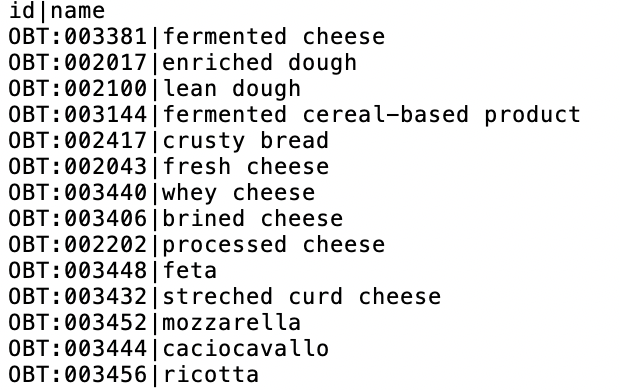 id|name
OBT:003381|fermented cheese
OBT:002017|enriched dough
OBT:002100|lean dough
OBT:003144|fermented cereal-based product
OBT:002417|crusty bread
OBT:002043|fresh cheese
OBT:003440|whey cheese
OBT:003406|brined cheese
OBT:002202|processed cheese
OBT:003448|feta
OBT:003432|streched curd cheese
OBT:003452|mozzarella
OBT:003444|caciocavallo
OBT:003456|ricotta